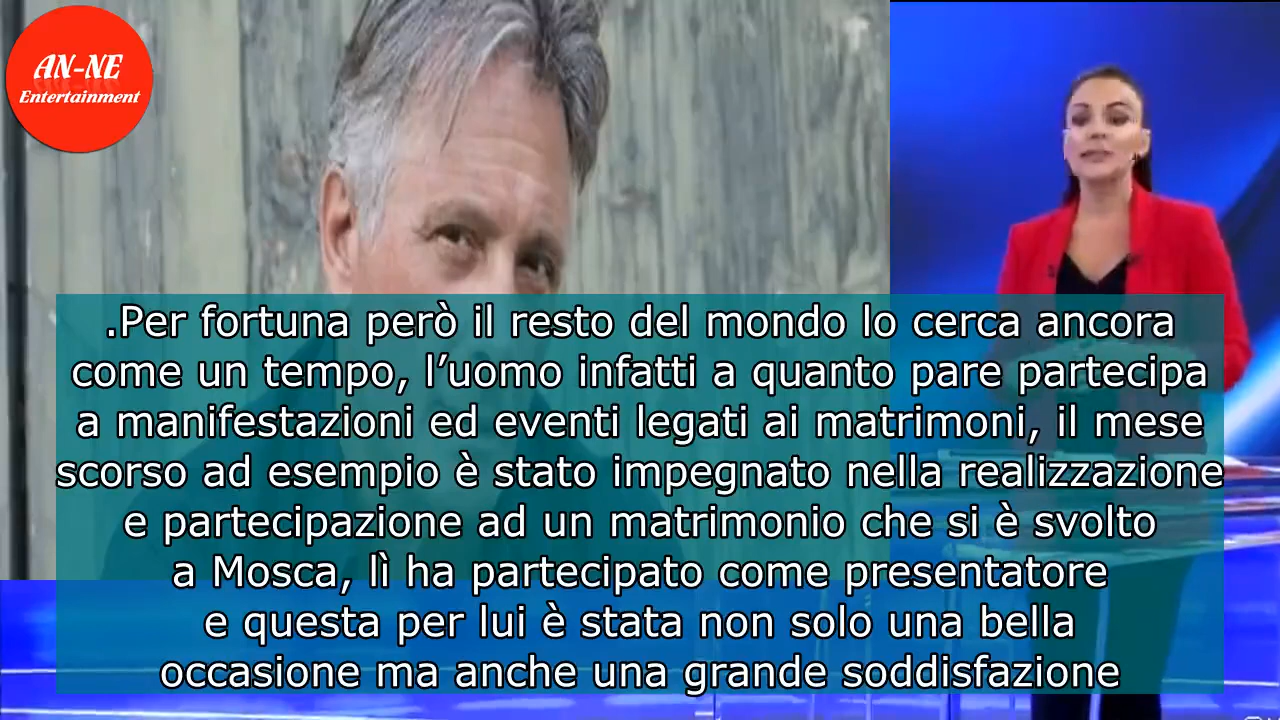 AN-NE
Entertainment
.Per fortuna però il resto del mondo lo cerca ancora
come un tempo, l’uomo infatti a quanto pare partecipa
a manifestazioni ed eventi legati ai matrimoni, il mese
scorso ad esempio è stato impegnato nella realizzazione
e partecipazione ad un matrimonio che si è svolto
a Mosca, lì ha partecipato come presentatore
e questa per lui è stata non solo una bella
occasione ma anche una grande soddisfazione